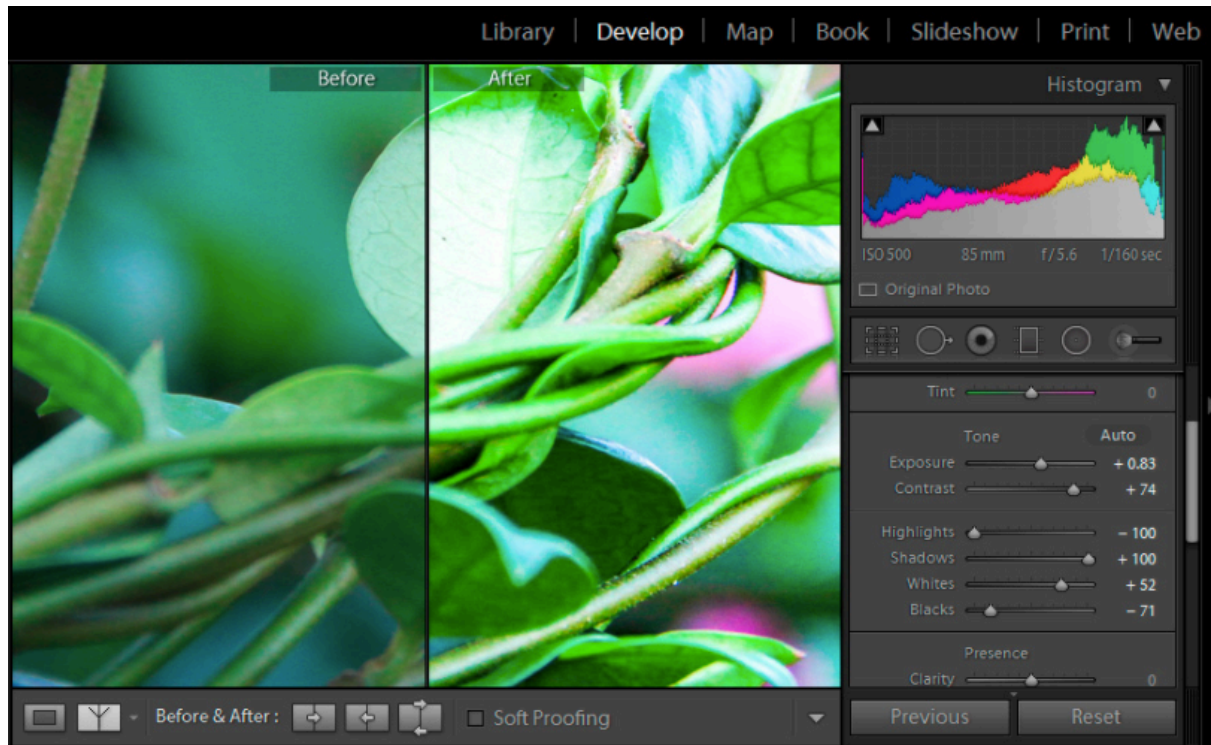 Library | Develop | Map | Book | Slideshow | Print | Web
Before
After
Histogram
ISO 500 85 mm f / 5.6 1/160 sec
Original Photo
Tint 0
Tone Auto
Exposure + 0.83
Contrast + 74
Highlights – 100
Shadows + 100
Whites + 52
Blacks – 71
Presence
Clarity 0
Before & After :
Soft Proofing
Previous
Reset